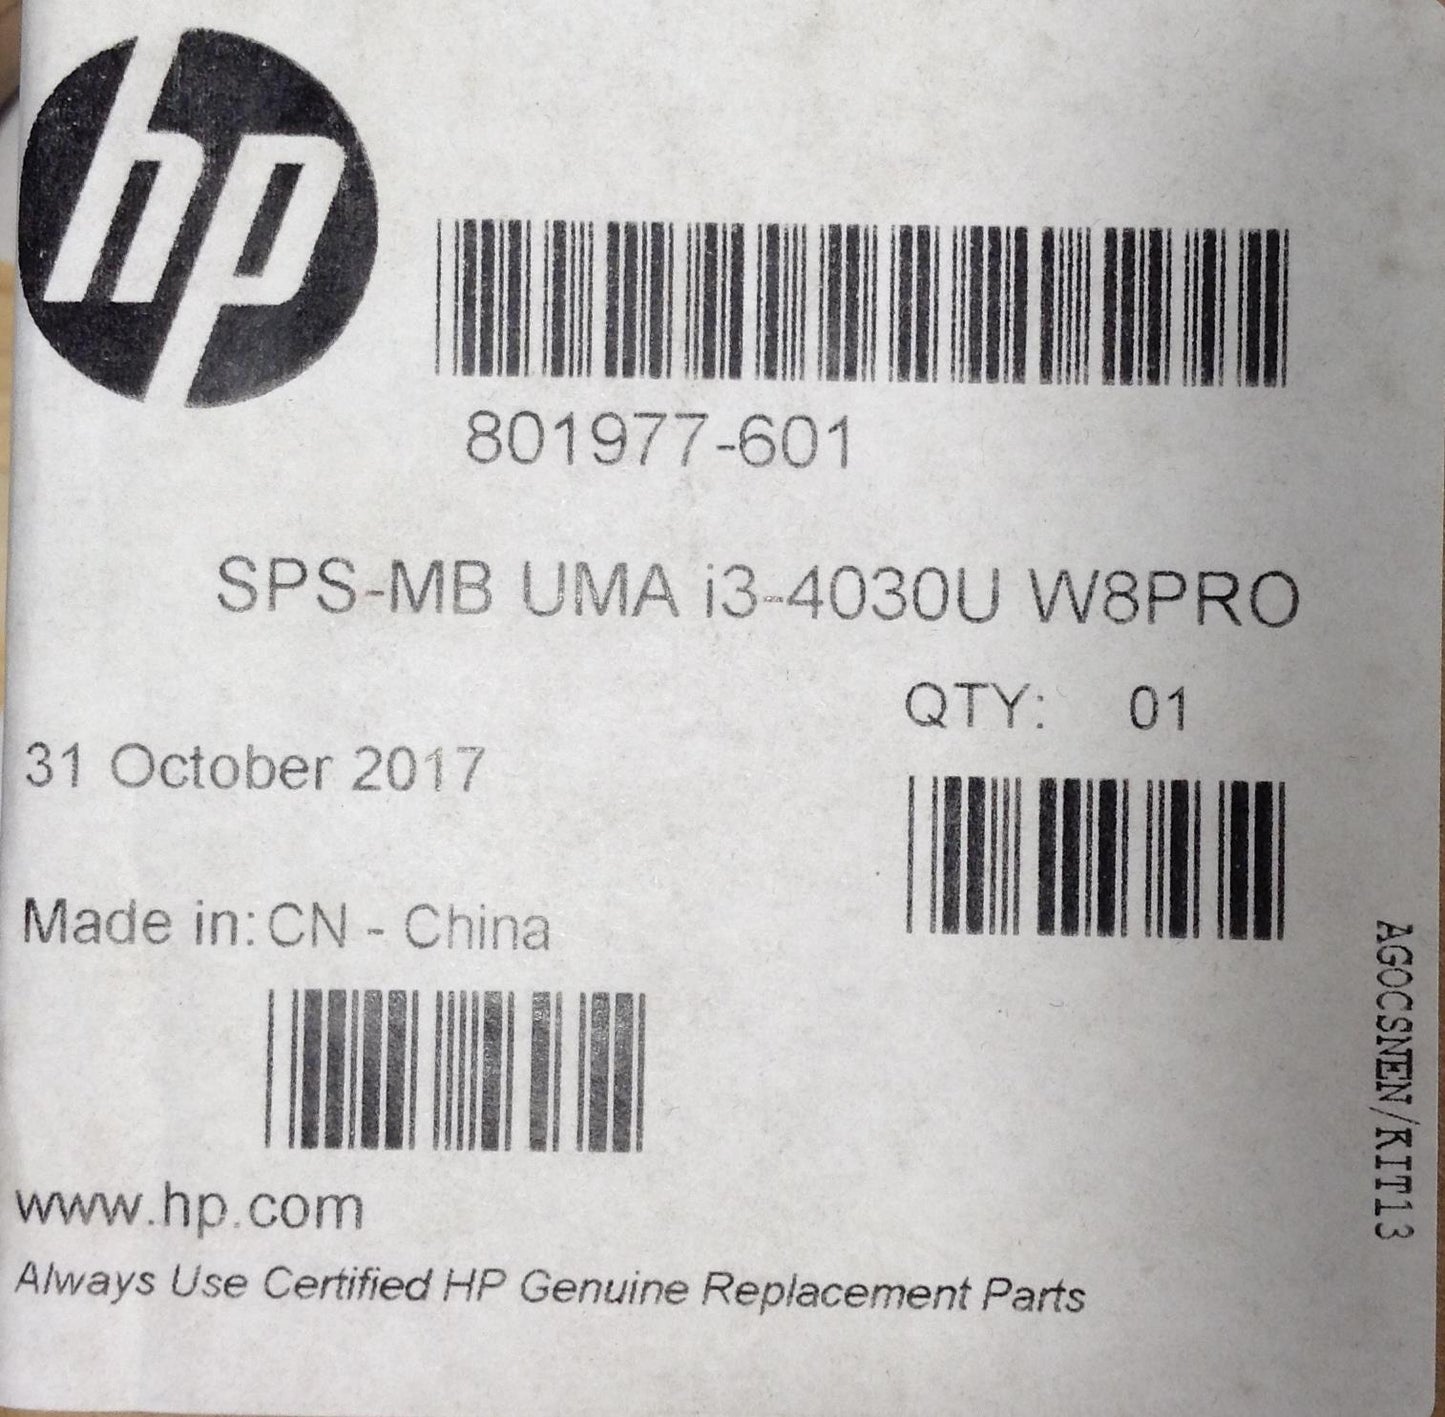 hp
801977-601
SPS-MB UMA i3-4030U W8PRO
QTY: 01
31 October 2017
Made in: CN - China
www.hp.com
Always Use Certified HP Genuine Replacement Parts
AGOCSNEN/KIT13